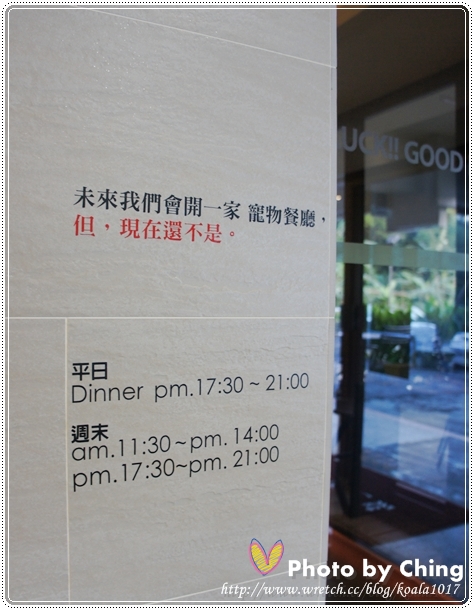 UCK!! GOOD
未來我們會開一家 寵物餐廳，
但，現在還不是。
平日
Dinner pm.17:30 ~ 21:00
週末
am.11:30~pm. 14:00
pm.17:30~pm. 21:00
Photo by Ching
http://www.wretch.cc/blog/koala1017